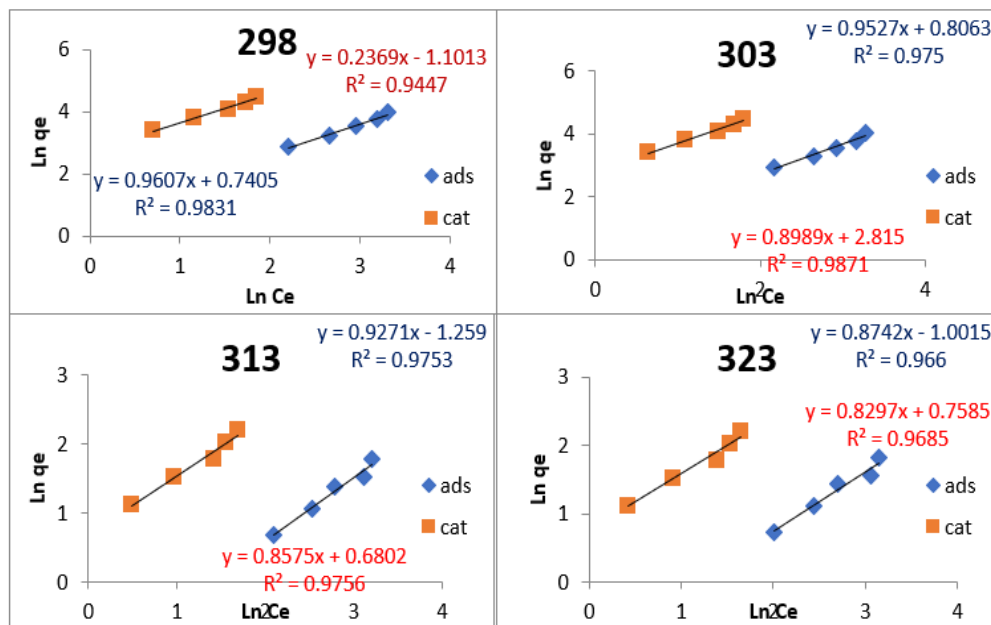 298
y = 0.2369x - 1.1013
R² = 0.9447
6
4
2
0
Ln qe
y = 0.9607x + 0.7405
R² = 0.9831
ads
cat
0 1 2 3 4
Ln Ce
303
y = 0.9527x + 0.8063
R² = 0.975
6
4
2
0
Ln qe
ads
cat
y = 0.8989x + 2.815
R² = 0.9871
0 2 4
Ln Ce
313
y = 0.9271x - 1.259
R² = 0.9753
3
2
1
0
Ln qe
ads
cat
y = 0.8575x + 0.6802
R² = 0.9756
0 1 2 3 4
Ln Ce
323
y = 0.8742x - 1.0015
R² = 0.966
y = 0.8297x + 0.7585
R² = 0.9685
3
2
1
0
Ln qe
ads
cat
0 1 2 3 4
Ln Ce